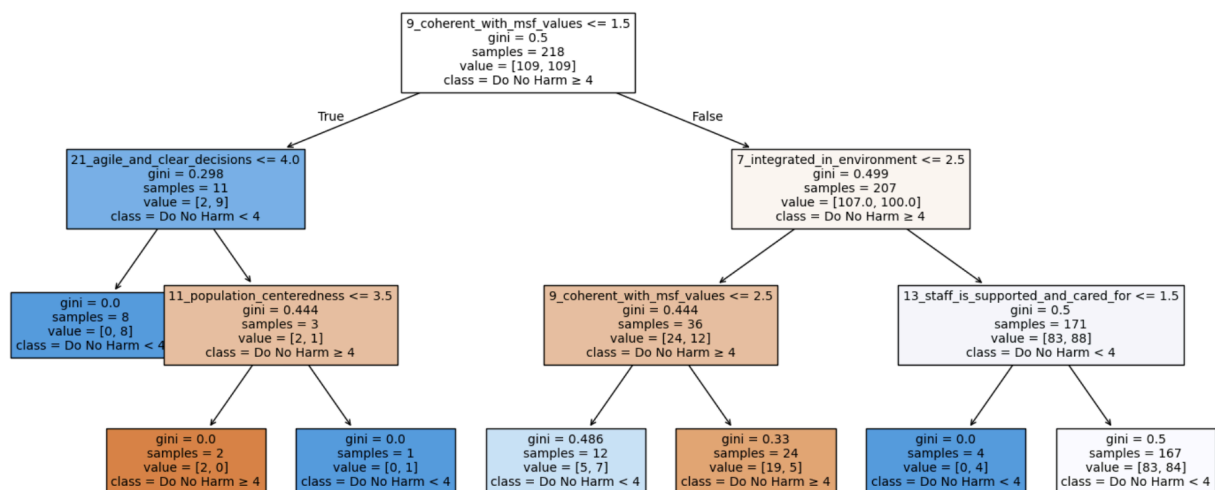 9_coherent_with_msf_values <= 1.5
gini = 0.5
samples = 218
value = [109, 109]
class = Do No Harm ≥ 4
True
False
21_agile_and_clear_decisions <= 4.0
gini = 0.298
samples = 11
value = [2, 9]
class = Do No Harm < 4
7_integrated_in_environment <= 2.5
gini = 0.499
samples = 207
value = [107.0, 100.0]
class = Do No Harm ≥ 4
gini = 0.0
samples = 8
value = [0, 8]
class = Do No Harm < 4
11_population_centeredness <= 3.5
gini = 0.444
samples = 3
value = [2, 1]
class = Do No Harm ≥ 4
9_coherent_with_msf_values <= 2.5
gini = 0.444
samples = 36
value = [24, 12]
class = Do No Harm ≥ 4
13_staff_is_supported_and_cared_for <= 1.5
gini = 0.5
samples = 171
value = [83, 88]
class = Do No Harm < 4
gini = 0.0
samples = 2
value = [2, 0]
class = Do No Harm ≥ 4
gini = 0.0
samples = 1
value = [0, 1]
class = Do No Harm < 4
gini = 0.486
samples = 12
value = [5, 7]
class = Do No Harm < 4
gini = 0.33
samples = 24
value = [19, 5]
class = Do No Harm ≥ 4
gini = 0.0
samples = 4
value = [0, 4]
class = Do No Harm < 4
gini = 0.5
samples = 167
value = [83, 84]
class = Do No Harm < 4